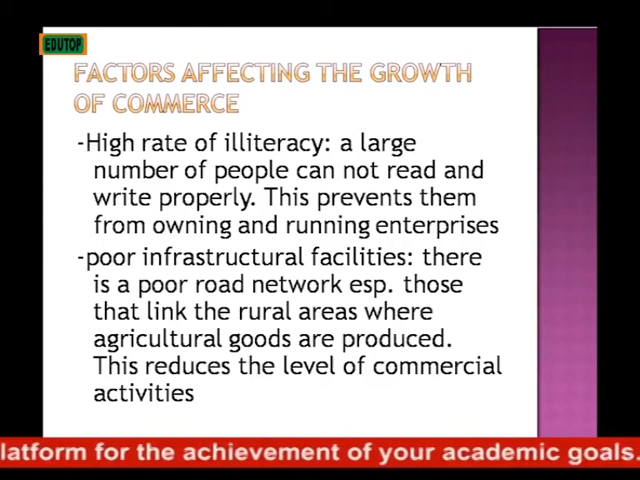 EDUTOP
FACTORS AFFECTING THE GROWTH
OF COMMERCE
-High rate of illiteracy: a large
number of people can not read and
write properly. This prevents them
from owning and running enterprises
-poor infrastructural facilities: there
is a poor road network esp. those
that link the rural areas where
agricultural goods are produced.
This reduces the level of commercial
activities
latform for the achievement of your academic goals.